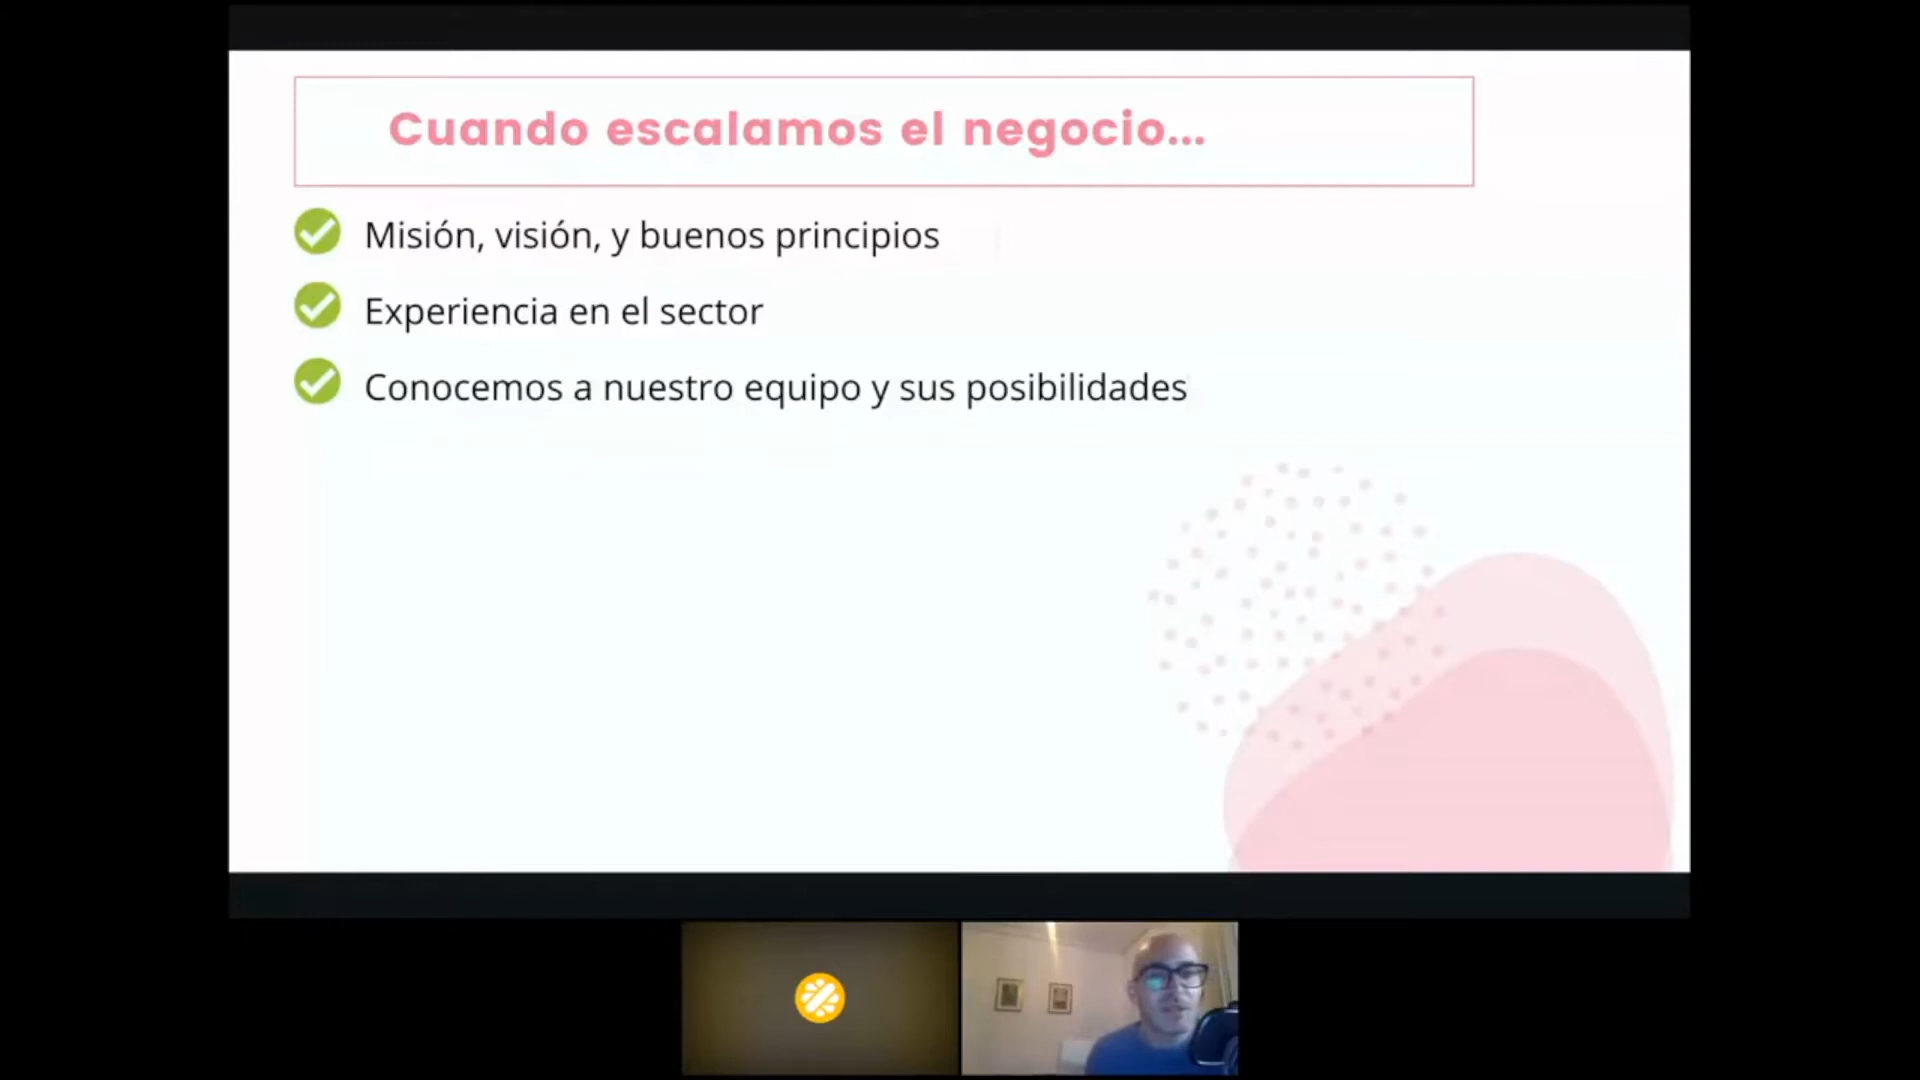 Cuando escalamos el negocio...
Misión, visión, y buenos principios
Experiencia en el sector
Conocemos a nuestro equipo y sus posibilidades